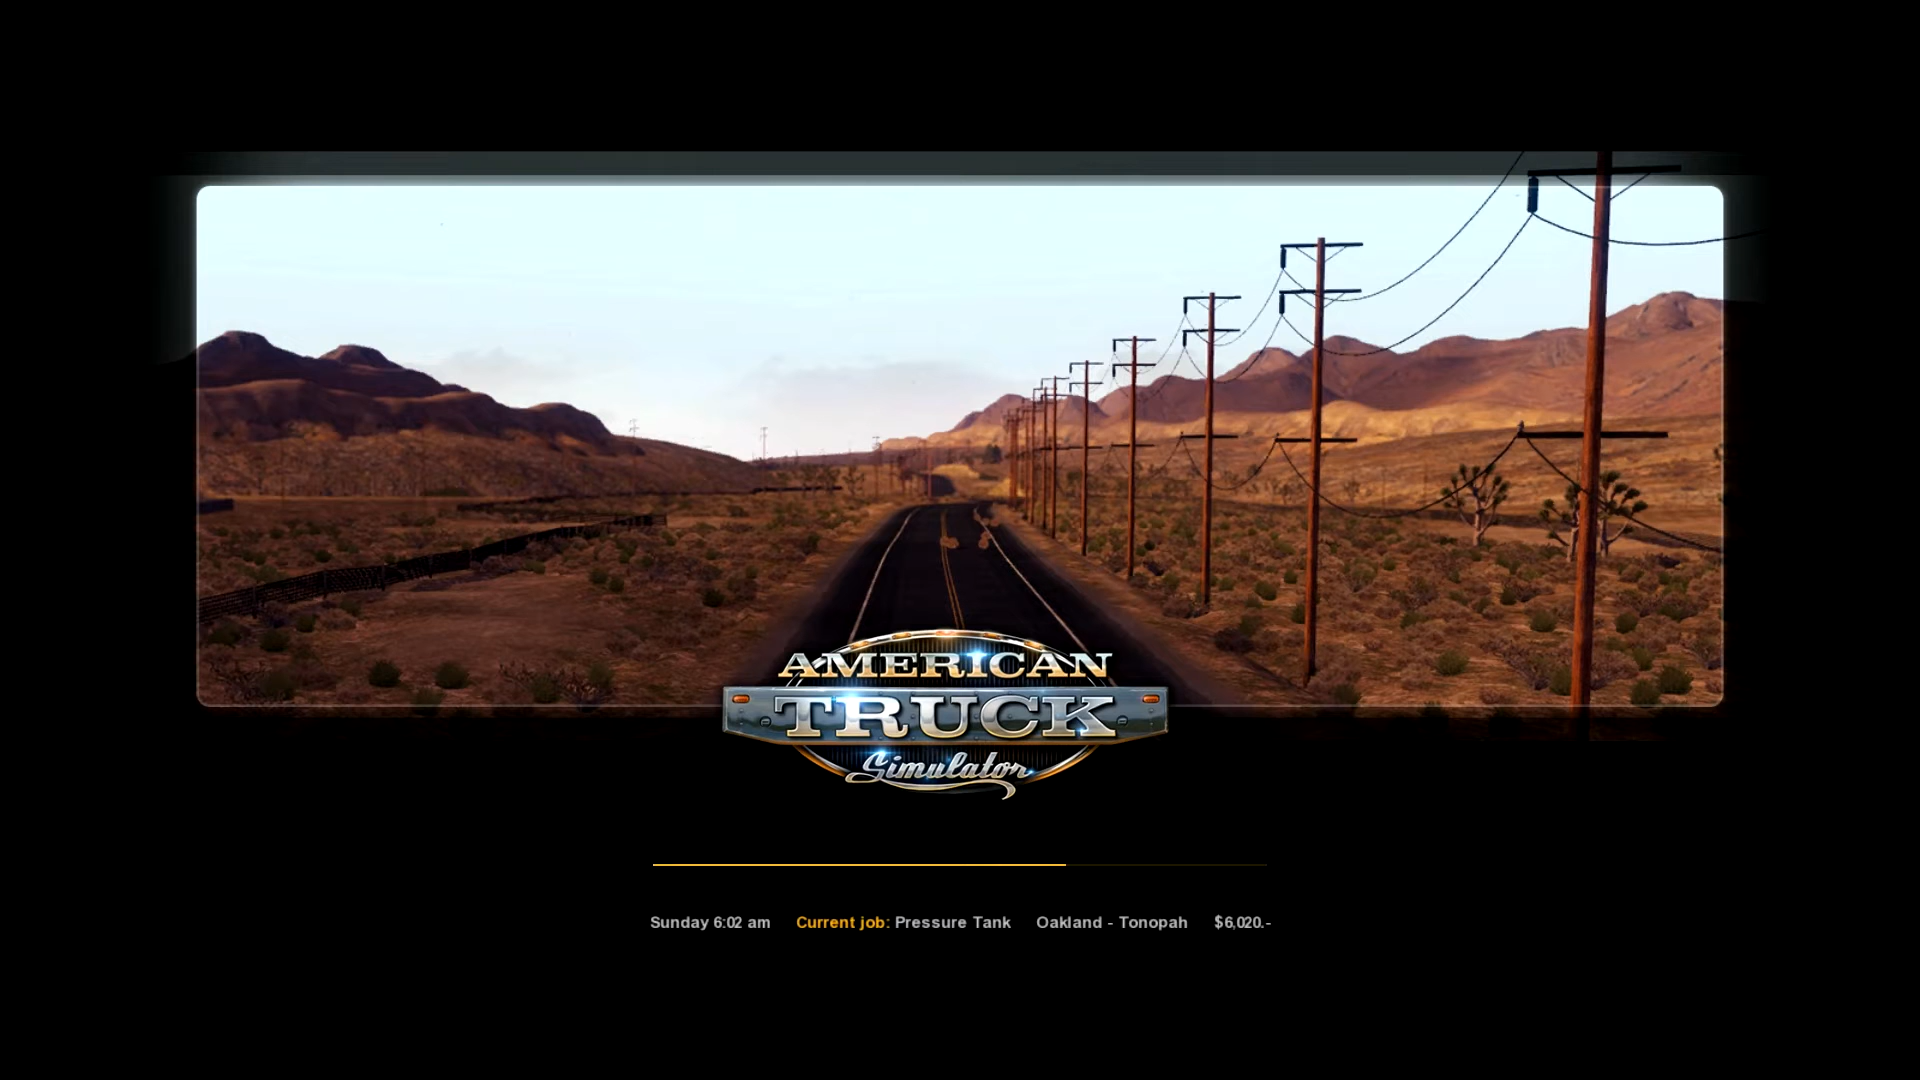 AMERICAN
TRUCK
Simulator
Sunday 6:02 am Current job: Pressure Tank Oakland - Tonopah $6,020.-